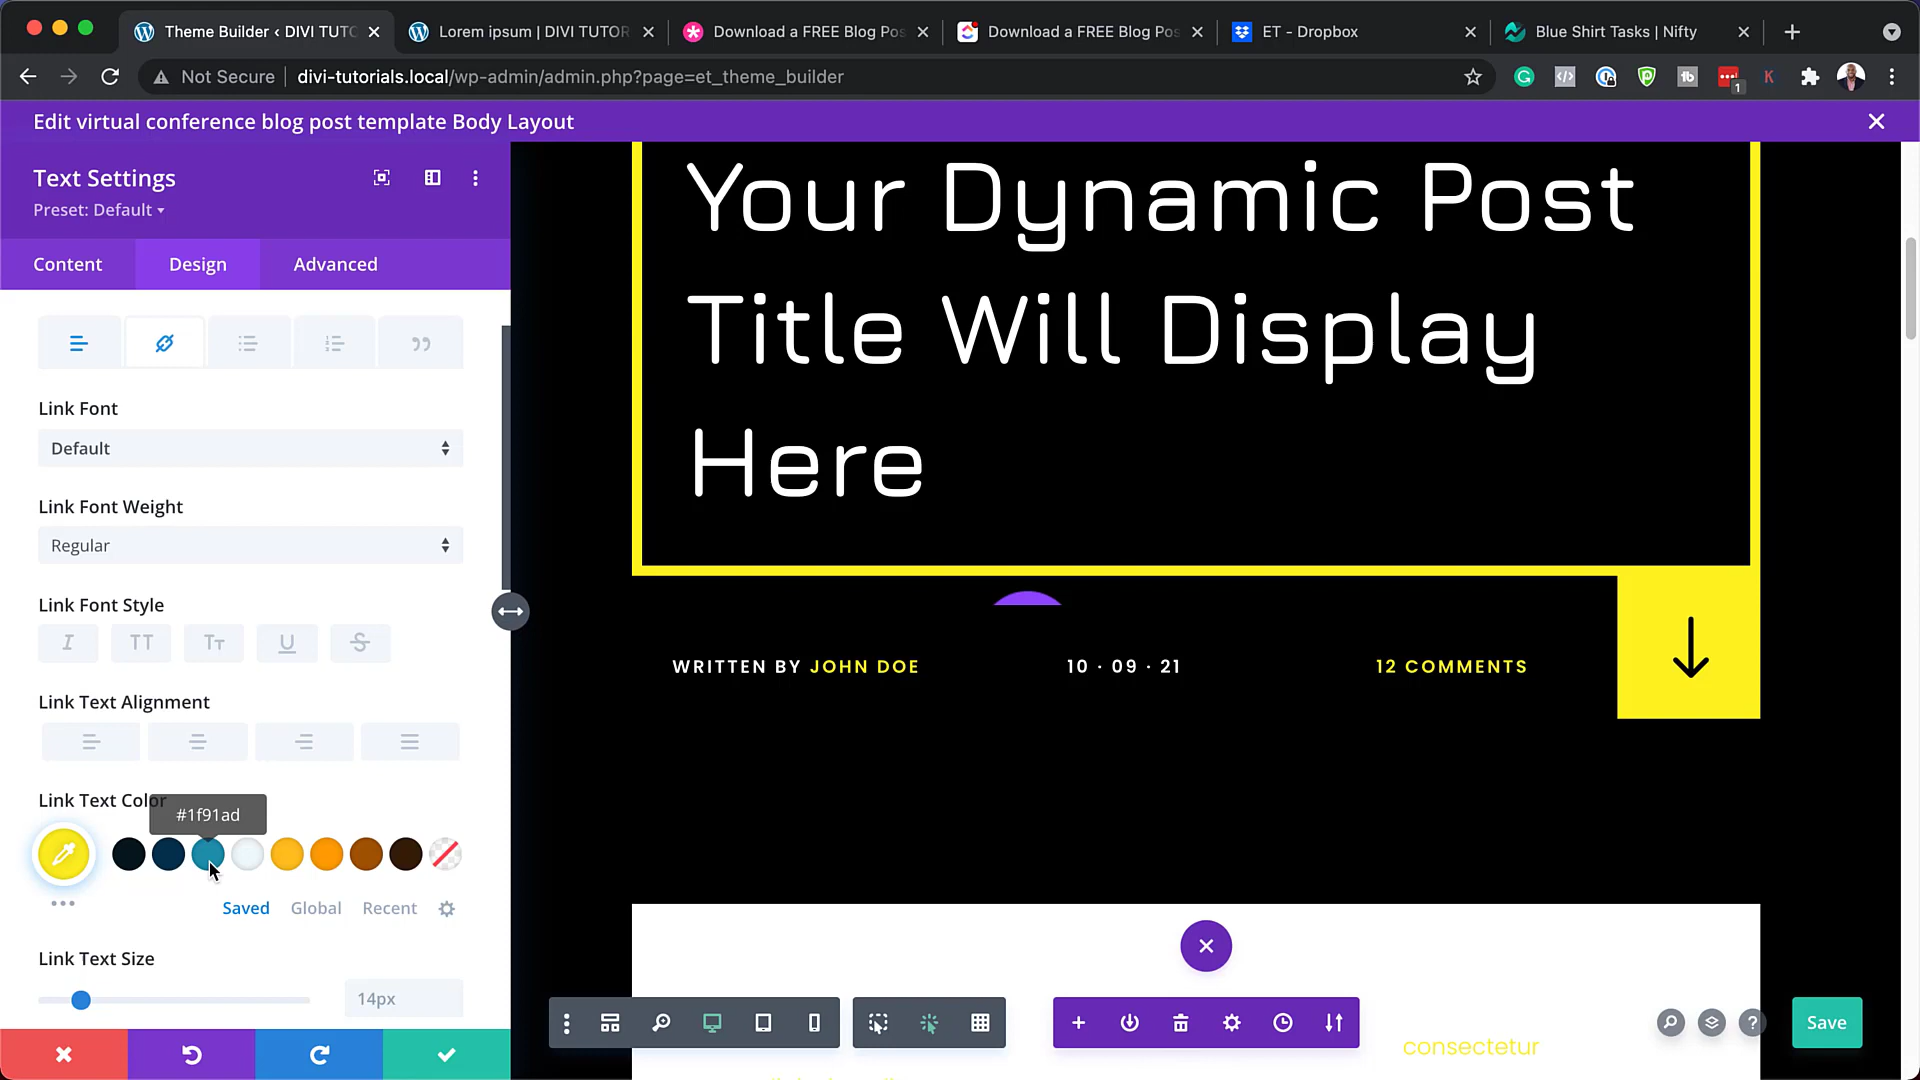 Theme Builder ‹ DIVI TUTO
Lorem ipsum | DIVI TUTOR
Download a FREE Blog Pos
Download a FREE Blog Pos
ET - Dropbox
Blue Shirt Tasks | Nifty
Not Secure
divi-tutorials.local/wp-admin/admin.php?page=et_theme_builder
1
Edit virtual conference blog post template Body Layout
Text Settings
Preset: Default
Content
Design
Advanced
Link Font
Default
Link Font Weight
Regular
Link Font Style
I TT Tᴛ U S
Link Text Alignment
Link Text Color
#1f91ad
Saved
Global
Recent
Link Text Size
14px
Your Dynamic Post
Title Will Display
Here
WRITTEN BY JOHN DOE
10 · 09 · 21
12 COMMENTS
consectetur
?
Save